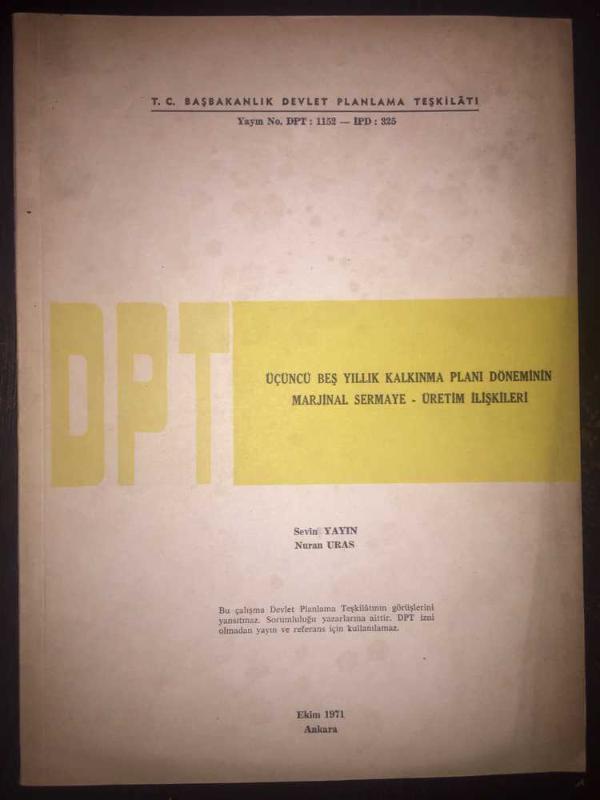 T. C. BAŞBAKANLIK DEVLET PLANLAMA TEŞKİLÂTI
Yayın No. DPT : 1152 — İPD : 325
DPT
ÜÇÜNCÜ BEŞ YILLIK KALKINMA PLANI DÖNEMİNİN
MARJİNAL SERMAYE - ÜRETİM İLİŞKİLERİ
Sevin YAYIN
Nuran URAS
Bu çalışma Devlet Planlama Teşkilâtının görüşlerini
yansıtmaz. Sorumluluğu yazarlarına aittir. DPT izni
olmadan yayın ve referans için kullanılamaz.
Ekim 1971
Ankara